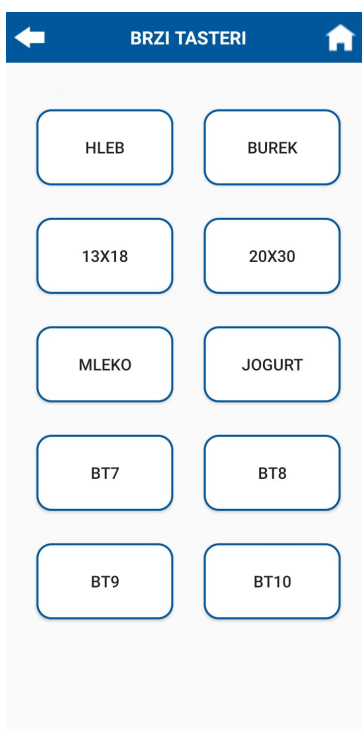 BRZI TASTERI
HLEB
BUREK
13X18
20X30
MLEKO
JOGURT
BT7
BT8
BT9
BT10